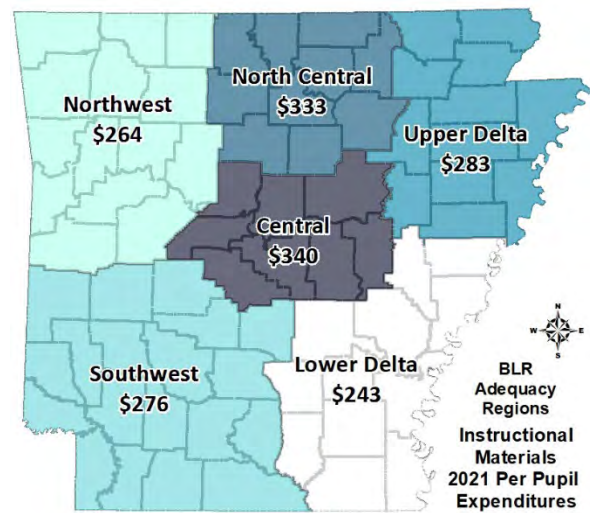 North Central
$333
Northwest
$264
Upper Delta
$283
Central
$340
N
W E
S
Southwest
$276
Lower Delta
$243
BLR
Adequacy
Regions
Instructional
Materials
2021 Per Pupil
Expenditures